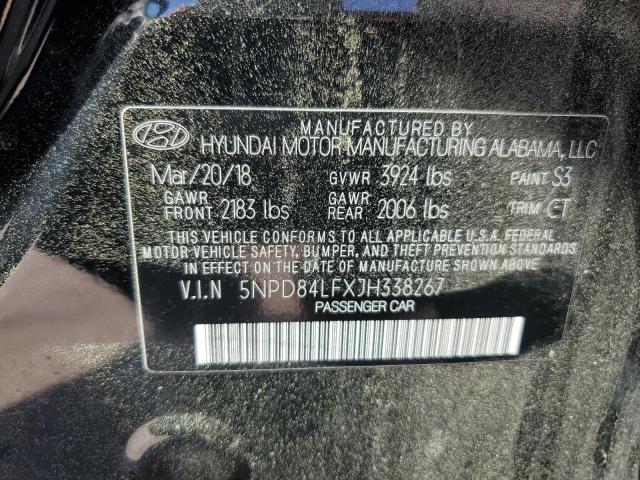 MANUFACTURED BY
HYUNDAI MOTOR MANUFACTURING ALABAMA, LLC
Mar/20/18 GVWR 3924 lbs PAINT S3
GAWR FRONT 2183 lbs GAWR REAR 2006 lbs TRIM CT
THIS VEHICLE CONFORMS TO ALL APPLICABLE U.S.A. FEDERAL
MOTOR VEHICLE SAFETY, BUMPER, AND THEFT PREVENTION
STANDARDS IN EFFECT ON THE DATE OF MANUFACTURE SHOWN ABOVE.
V.I.N 5NPD84LFXJH338267
PASSENGER CAR